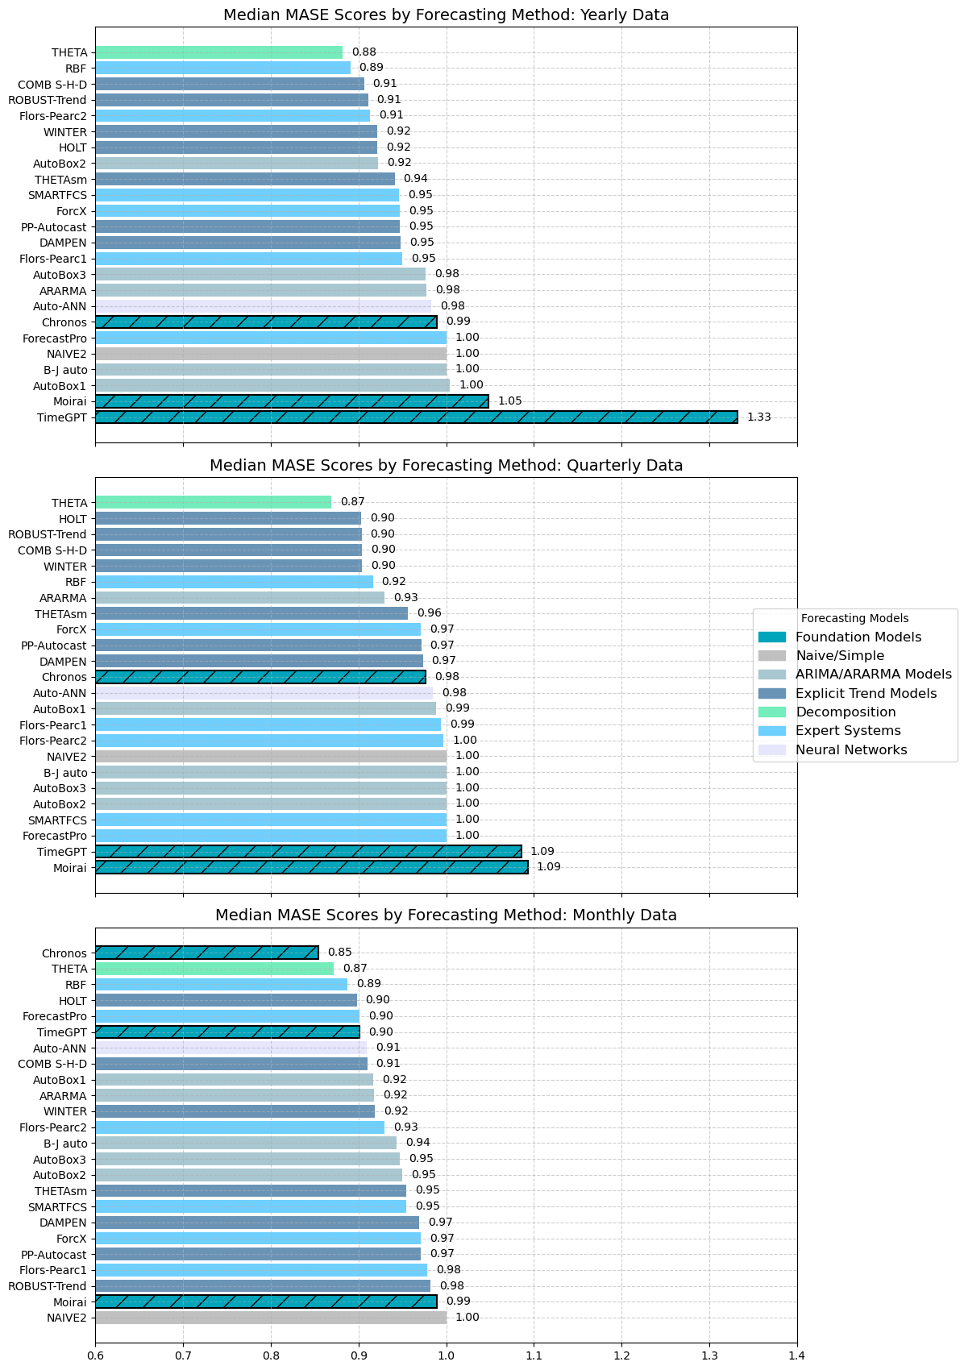 Median MASE Scores by Forecasting Method: Yearly Data
THETA 0.88
RBF 0.89
COMB S-H-D 0.91
ROBUST-Trend 0.91
Flors-Pearc2 0.91
WINTER 0.92
HOLT 0.92
AutoBox2 0.92
THETAsm 0.94
SMARTFCS 0.95
ForcX 0.95
PP-Autocast 0.95
DAMPEN 0.95
Flors-Pearc1 0.95
AutoBox3 0.98
ARARMA 0.98
Auto-ANN 0.98
Chronos 0.99
ForecastPro 1.00
NAIVE2 1.00
B-J auto 1.00
AutoBox1 1.00
Moirai 1.05
TimeGPT 1.33
Median MASE Scores by Forecasting Method: Quarterly Data
THETA 0.87
HOLT 0.90
ROBUST-Trend 0.90
COMB S-H-D 0.90
WINTER 0.90
RBF 0.92
ARARMA 0.93
THETAsm 0.96
ForcX 0.97
PP-Autocast 0.97
DAMPEN 0.97
Chronos 0.98
Auto-ANN 0.98
AutoBox1 0.99
Flors-Pearc1 0.99
Flors-Pearc2 1.00
NAIVE2 1.00
B-J auto 1.00
AutoBox3 1.00
AutoBox2 1.00
SMARTFCS 1.00
ForecastPro 1.00
TimeGPT 1.09
Moirai 1.09
Forecasting Models
Foundation Models
Naive/Simple
ARIMA/ARARMA Models
Explicit Trend Models
Decomposition
Expert Systems
Neural Networks
Median MASE Scores by Forecasting Method: Monthly Data
Chronos 0.85
THETA 0.87
RBF 0.89
HOLT 0.90
ForecastPro 0.90
TimeGPT 0.90
Auto-ANN 0.91
COMB S-H-D 0.91
AutoBox1 0.92
ARARMA 0.92
WINTER 0.92
Flors-Pearc2 0.93
B-J auto 0.94
AutoBox3 0.95
AutoBox2 0.95
THETAsm 0.95
SMARTFCS 0.95
DAMPEN 0.97
ForcX 0.97
PP-Autocast 0.97
Flors-Pearc1 0.98
ROBUST-Trend 0.98
Moirai 0.99
NAIVE2 1.00
0.6 0.7 0.8 0.9 1.0 1.1 1.2 1.3 1.4